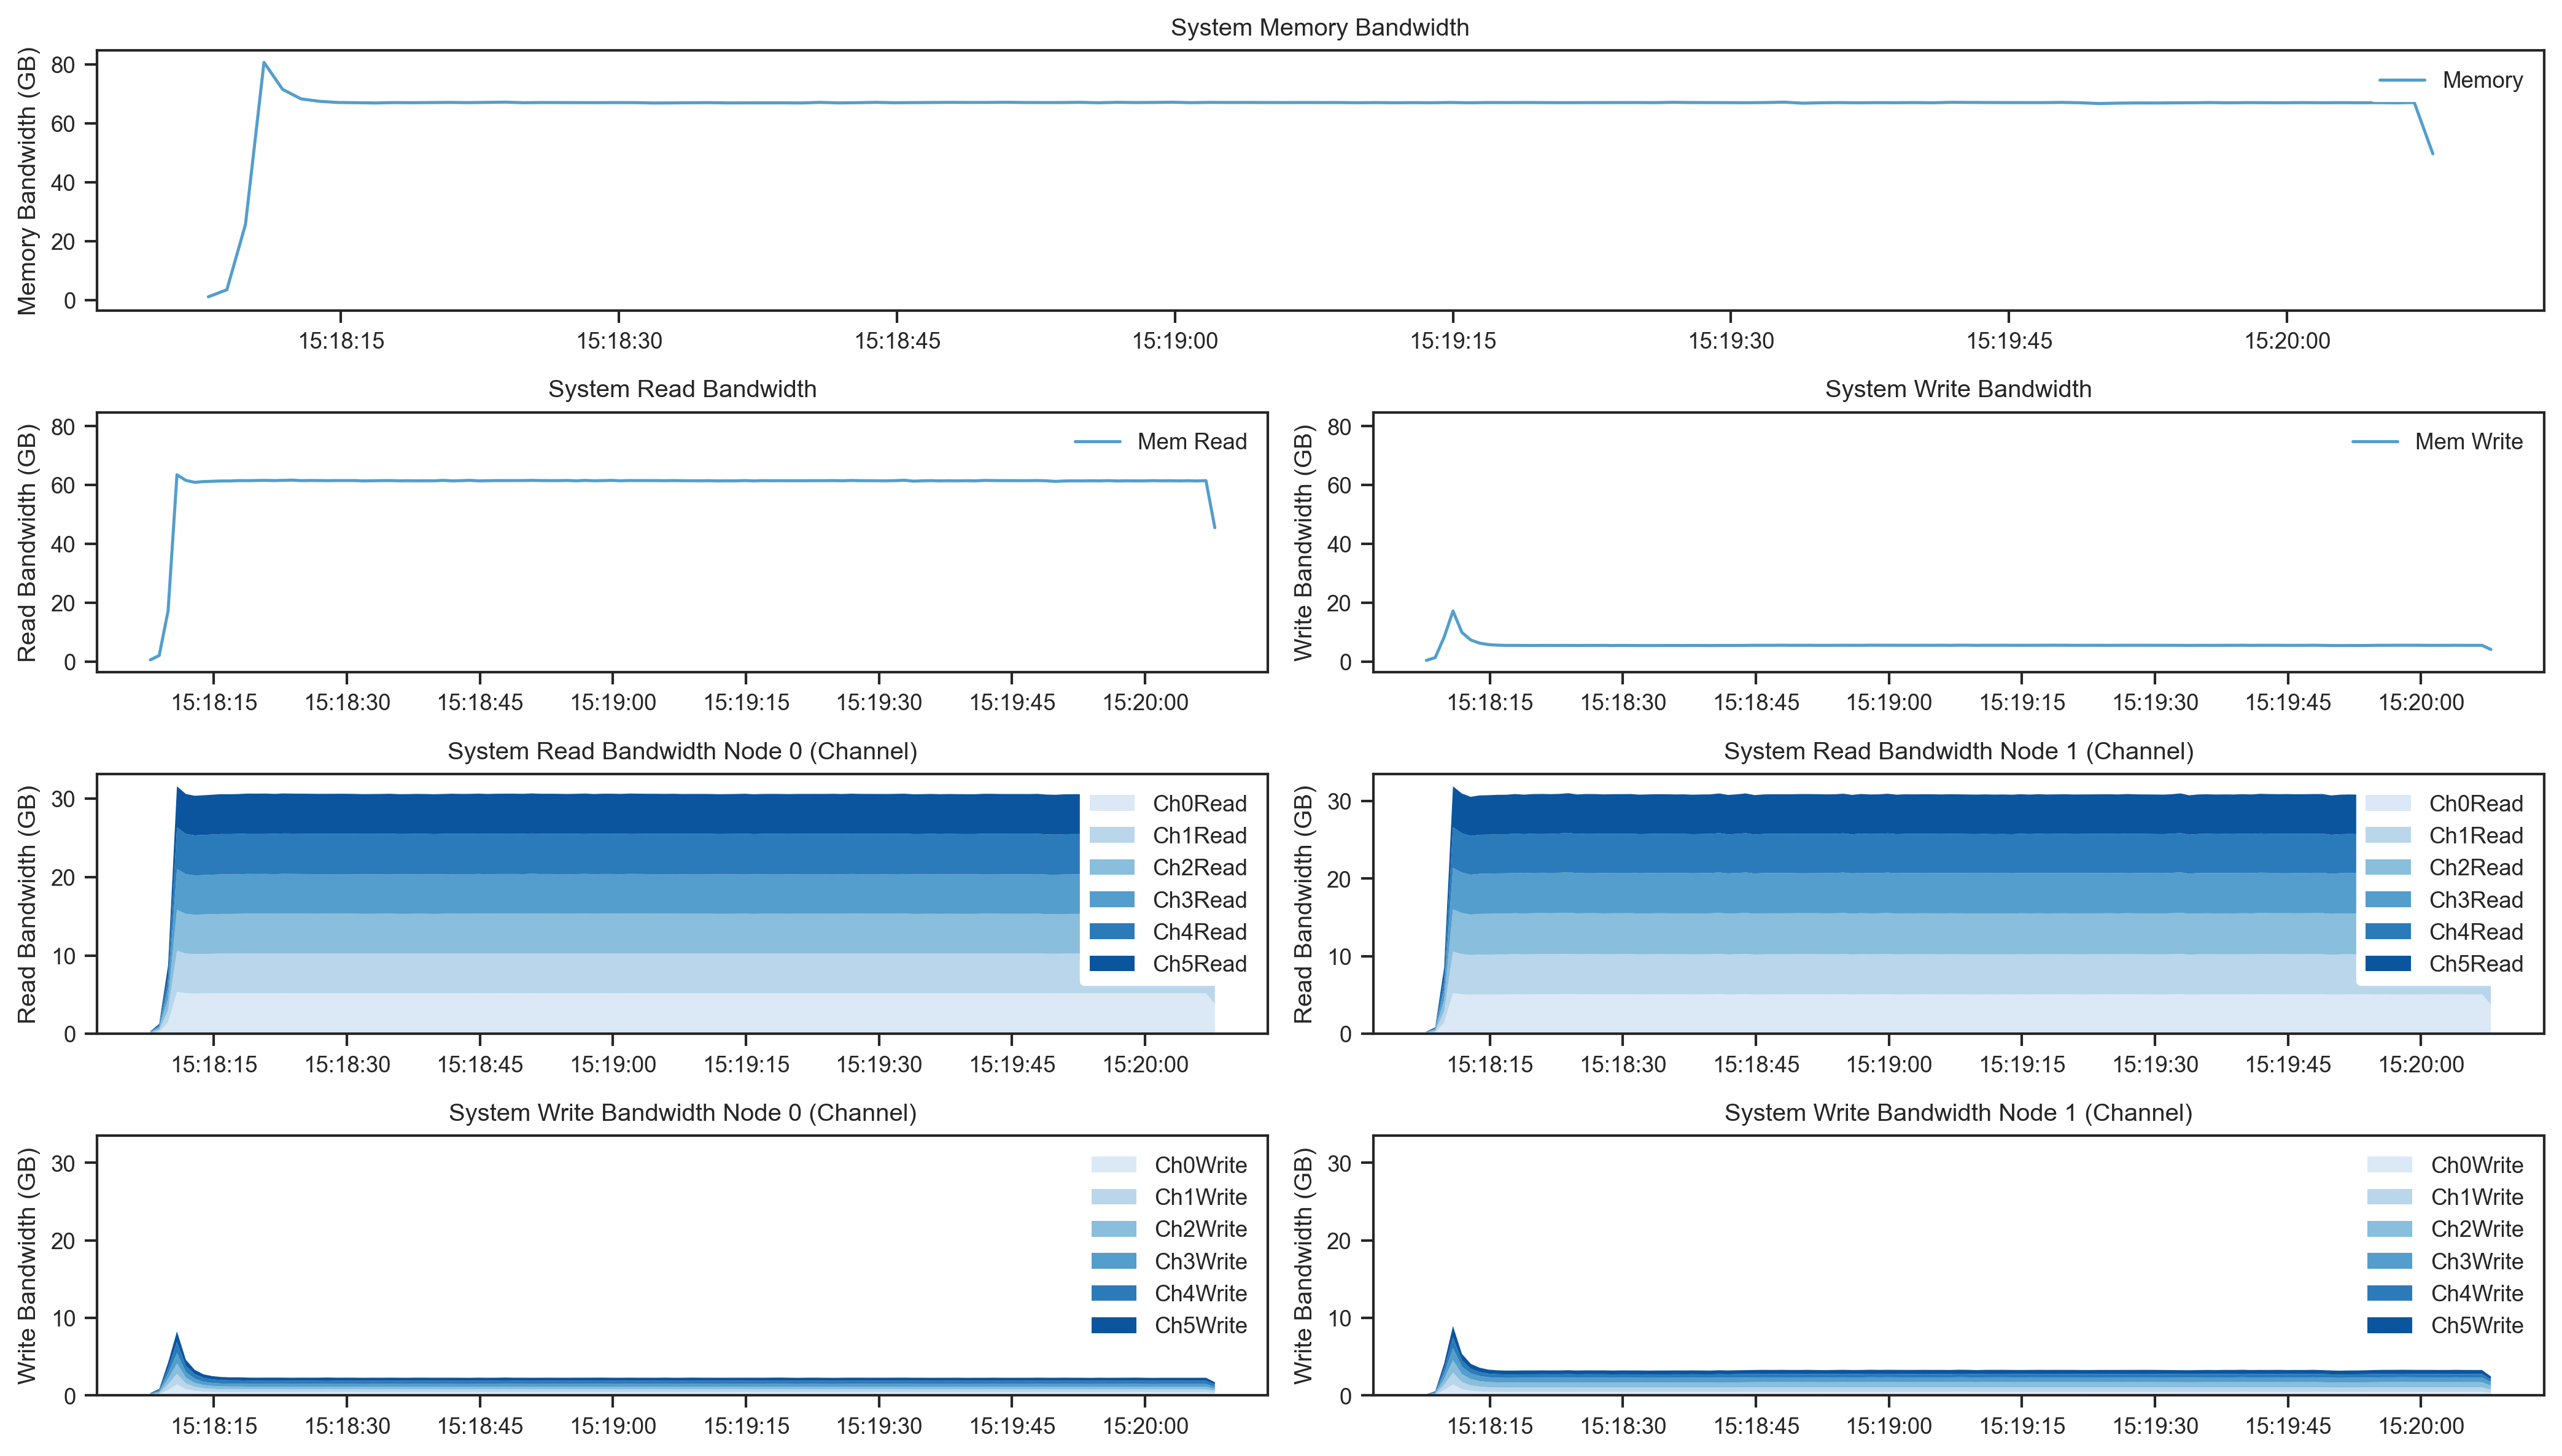 System Memory Bandwidth
Memory Bandwidth (GB)
80
60
40
20
0
Memory
15:18:15 15:18:30 15:18:45 15:19:00 15:19:15 15:19:30 15:19:45 15:20:00
System Read Bandwidth
Read Bandwidth (GB)
80
60
40
20
0
Mem Read
15:18:15 15:18:30 15:18:45 15:19:00 15:19:15 15:19:30 15:19:45 15:20:00
System Write Bandwidth
Write Bandwidth (GB)
80
60
40
20
0
Mem Write
15:18:15 15:18:30 15:18:45 15:19:00 15:19:15 15:19:30 15:19:45 15:20:00
System Read Bandwidth Node 0 (Channel)
Read Bandwidth (GB)
30
20
10
0
Ch0Read
Ch1Read
Ch2Read
Ch3Read
Ch4Read
Ch5Read
15:18:15 15:18:30 15:18:45 15:19:00 15:19:15 15:19:30 15:19:45 15:20:00
System Read Bandwidth Node 1 (Channel)
Read Bandwidth (GB)
30
20
10
0
Ch0Read
Ch1Read
Ch2Read
Ch3Read
Ch4Read
Ch5Read
15:18:15 15:18:30 15:18:45 15:19:00 15:19:15 15:19:30 15:19:45 15:20:00
System Write Bandwidth Node 0 (Channel)
Write Bandwidth (GB)
30
20
10
0
Ch0Write
Ch1Write
Ch2Write
Ch3Write
Ch4Write
Ch5Write
15:18:15 15:18:30 15:18:45 15:19:00 15:19:15 15:19:30 15:19:45 15:20:00
System Write Bandwidth Node 1 (Channel)
Write Bandwidth (GB)
30
20
10
0
Ch0Write
Ch1Write
Ch2Write
Ch3Write
Ch4Write
Ch5Write
15:18:15 15:18:30 15:18:45 15:19:00 15:19:15 15:19:30 15:19:45 15:20:00